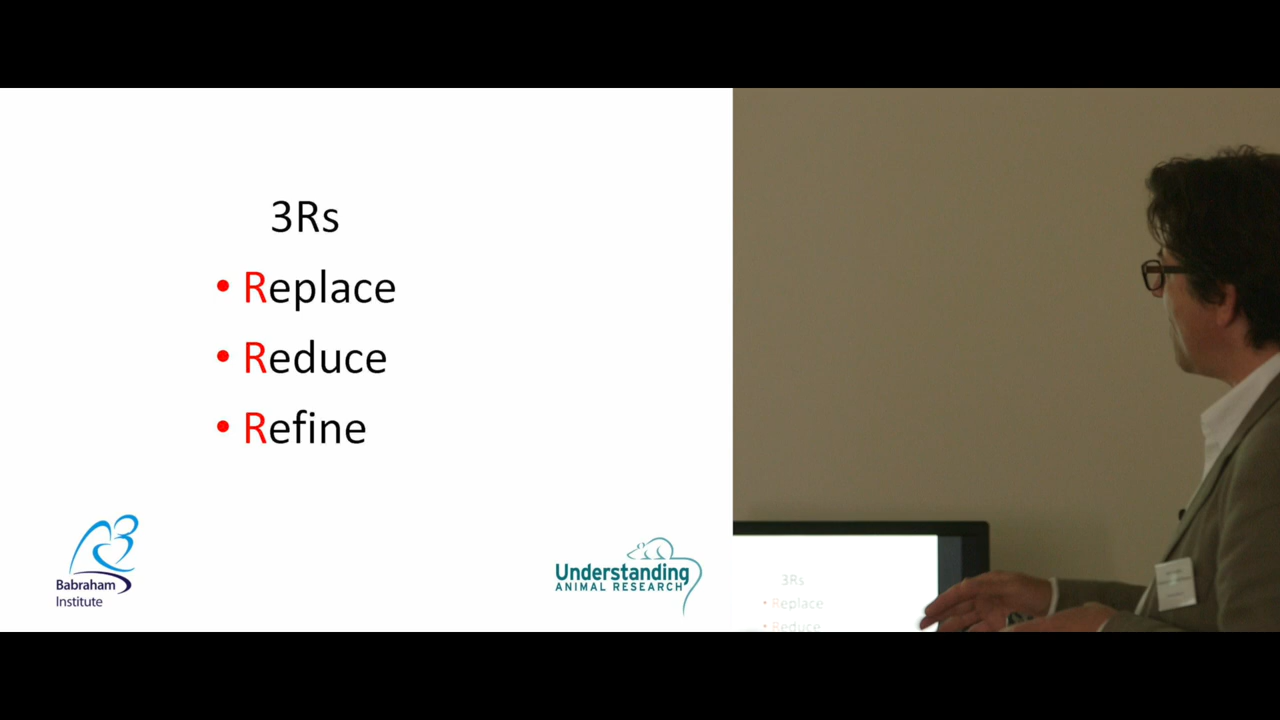 3Rs
• Replace
• Reduce
• Refine
Babraham
Institute
Understanding
ANIMAL RESEARCH
3Rs
• Replace
• Reduce